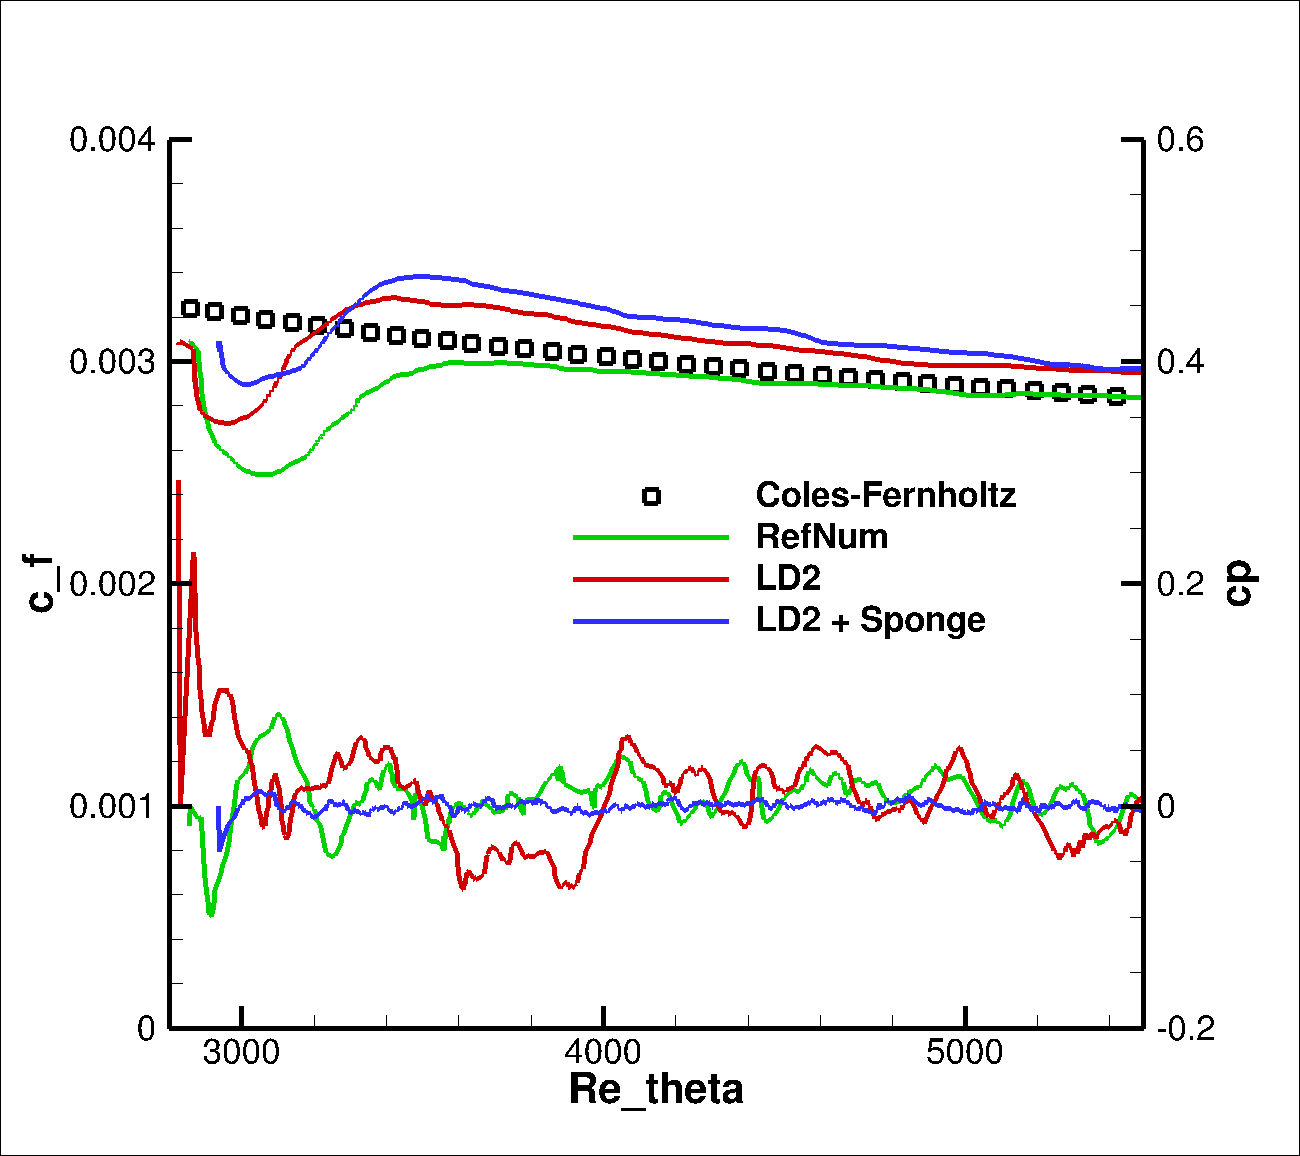 0.004
0.003
0.002
0.001
0
c_f
0.6
0.4
0.2
0
-0.2
cp
Coles-Fernholtz
RefNum
LD2
LD2 + Sponge
3000
4000
5000
Re_theta